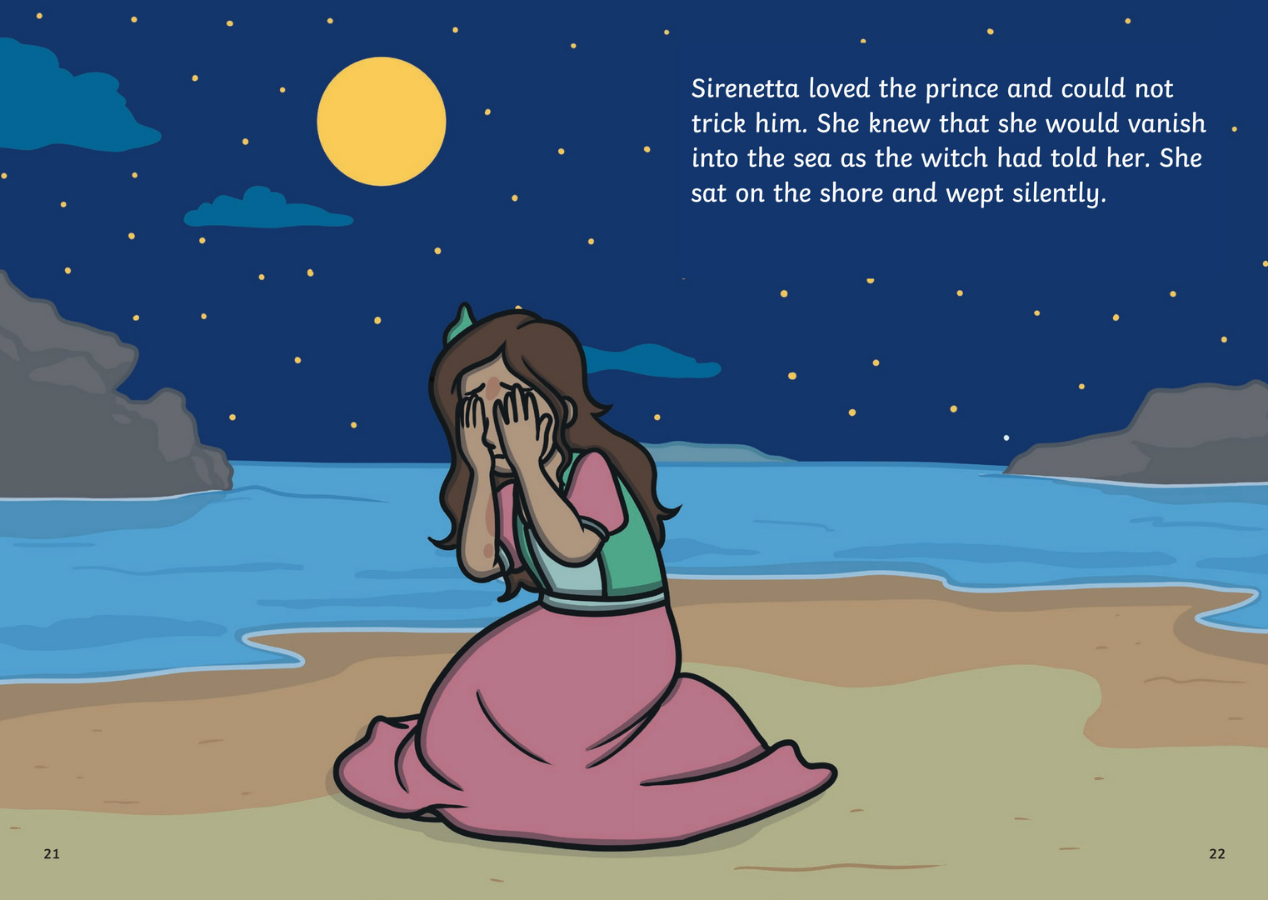 Sirenetta loved the prince and could not
trick him. She knew that she would vanish
into the sea as the witch had told her. She
sat on the shore and wept silently.
21
22